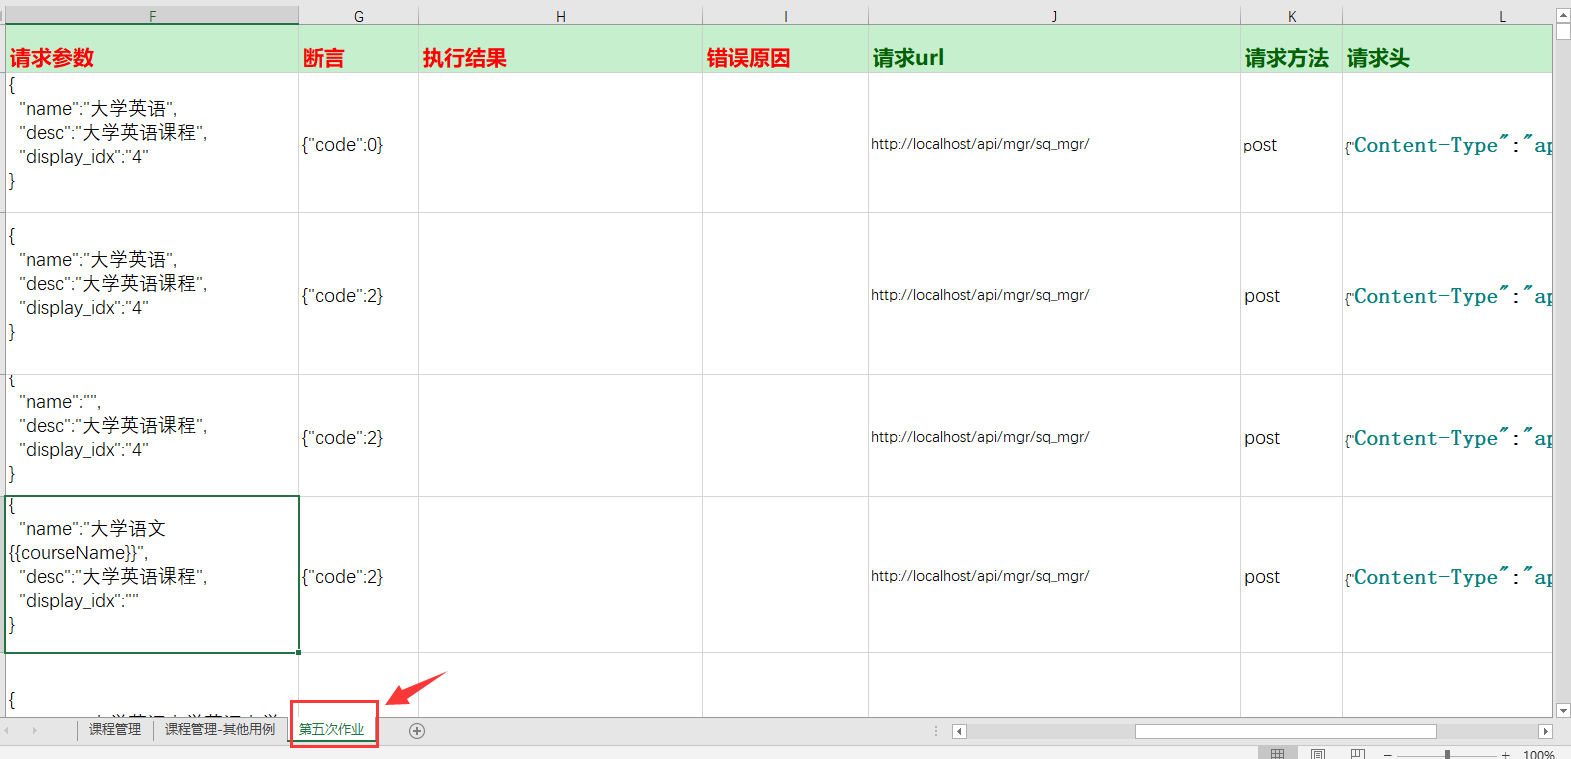 F G H I J K L
请求参数 断言 执行结果 错误原因 请求url 请求方法 请求头
{
"name":"大学英语",
"desc":"大学英语课程",
"display_idx":"4"
}
{"code":0}
http://localhost/api/mgr/sq_mgr/
post
{"Content-Type":"ap
{
"name":"大学英语",
"desc":"大学英语课程",
"display_idx":"4"
}
{"code":2}
http://localhost/api/mgr/sq_mgr/
post
{"Content-Type":"ap
{
"name":"",
"desc":"大学英语课程",
"display_idx":"4"
}
{"code":2}
http://localhost/api/mgr/sq_mgr/
post
{"Content-Type":"ap
{
"name":"大学语文
{{courseName}}",
"desc":"大学英语课程",
"display_idx":""
}
{"code":2}
http://localhost/api/mgr/sq_mgr/
post
{"Content-Type":"ap
{
课程管理 课程管理-其他用例 第五次作业
100%